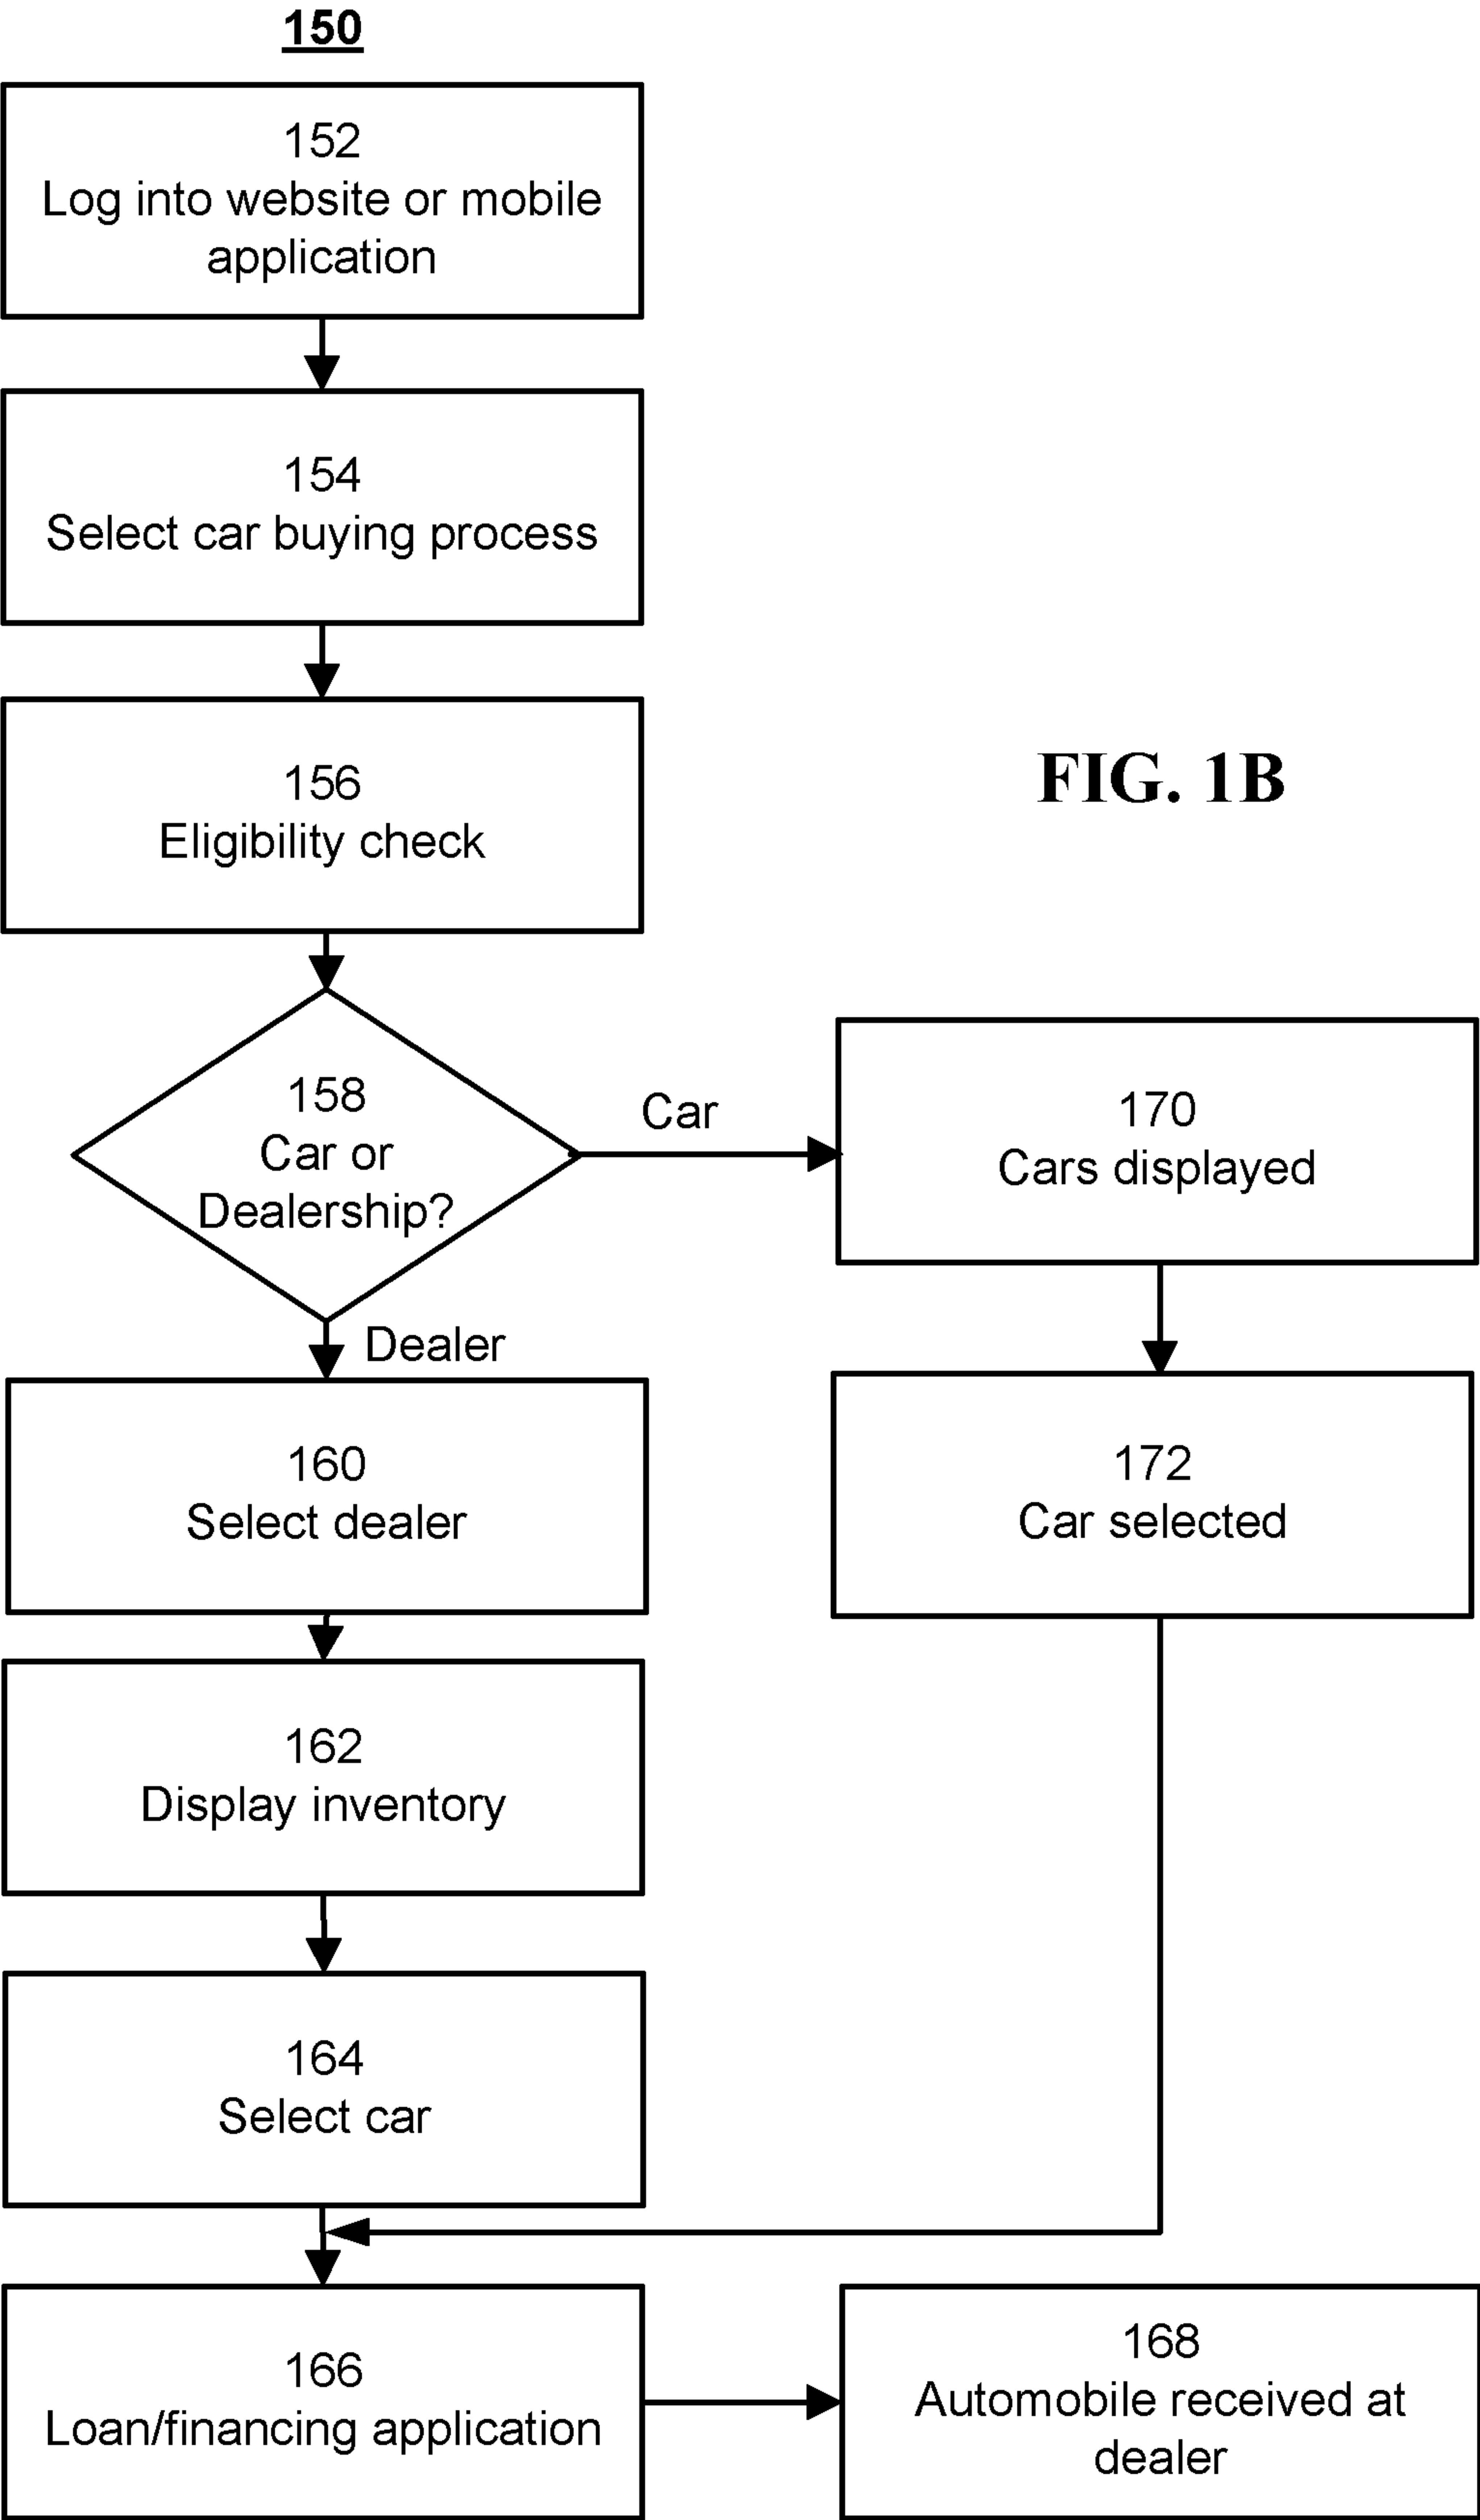 150
152
Log into website or mobile
application
154
Select car buying process
156
Eligibility check
FIG. 1B
158
Car or
Dealership?
Car
170
Cars displayed
Dealer
160
Select dealer
172
Car selected
162
Display inventory
164
Select car
166
Loan/financing application
168
Automobile received at
dealer